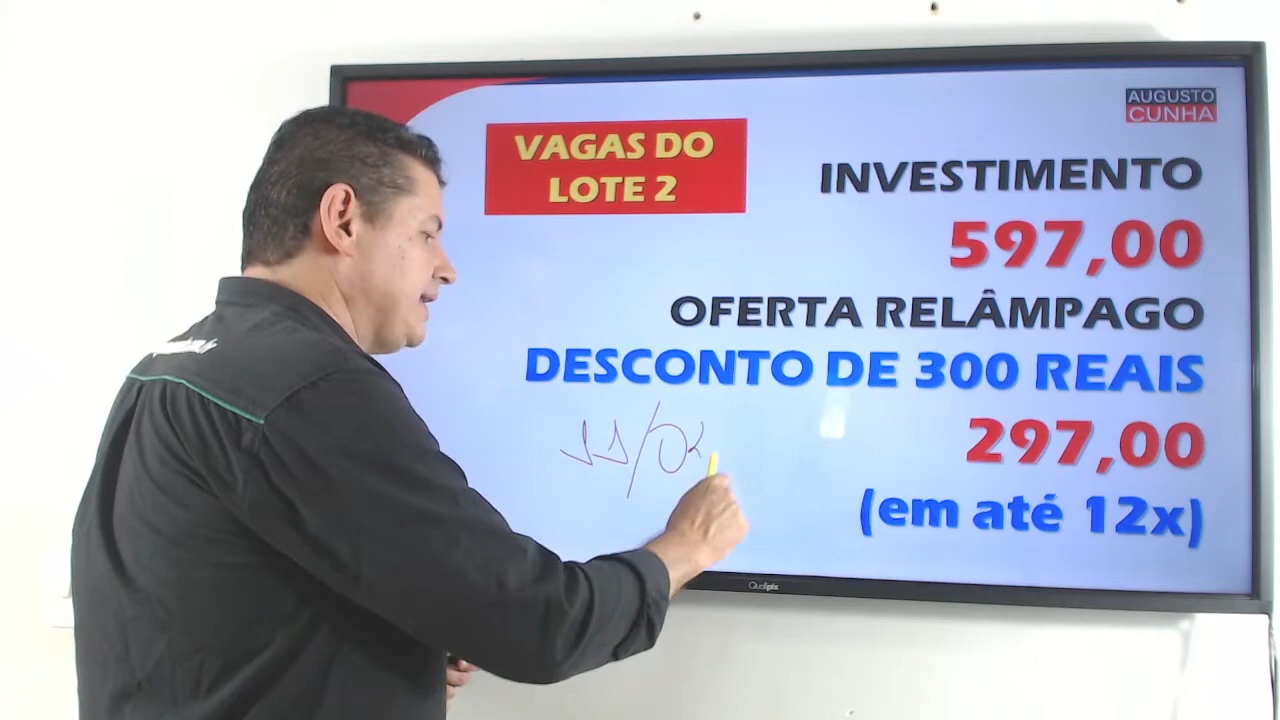 AUGUSTO
CUNHA
VAGAS DO
LOTE 2
INVESTIMENTO
597,00
OFERTA RELÂMPAGO
DESCONTO DE 300 REAIS
297,00
(em até 12x)
Qualipix